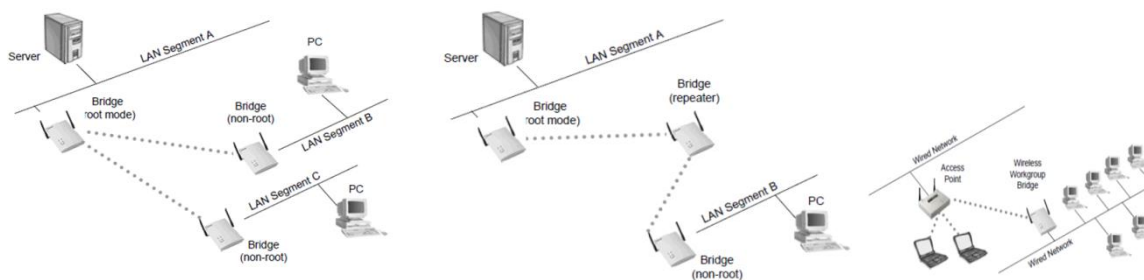 Server
LAN Segment A
PC
Bridge
root mode)
Bridge
(non-root)
LAN Segment B
LAN Segment C
PC
Bridge
(non-root)
Server
LAN Segment A
Bridge
(repeater)
Bridge
root mode)
LAN Segment B
PC
Bridge
(non-root)
Wired Network
Access
Point
Wireless
Workgroup
Bridge
Wired Network